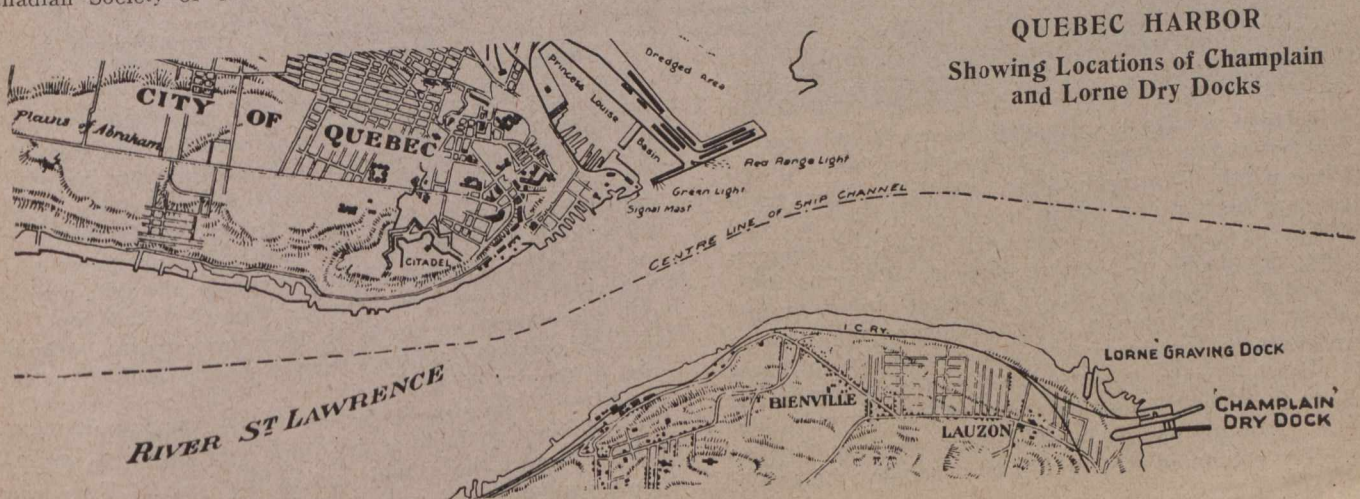 QUEBEC HARBOR
Showing Locations of Champlain
and Lorne Dry Docks
Dredged Area
Princess Louise Basin
CITY OF QUEBEC
Plains of Abraham
Red Range Light
Green Light
Signal Mast
CENTRE LINE OF SHIP CHANNEL
CITADEL
I.C.RY.
LORNE GRAVING DOCK
RIVER ST LAWRENCE
BIENVILLE
LAUZON
'CHAMPLAIN'
DRY DOCK